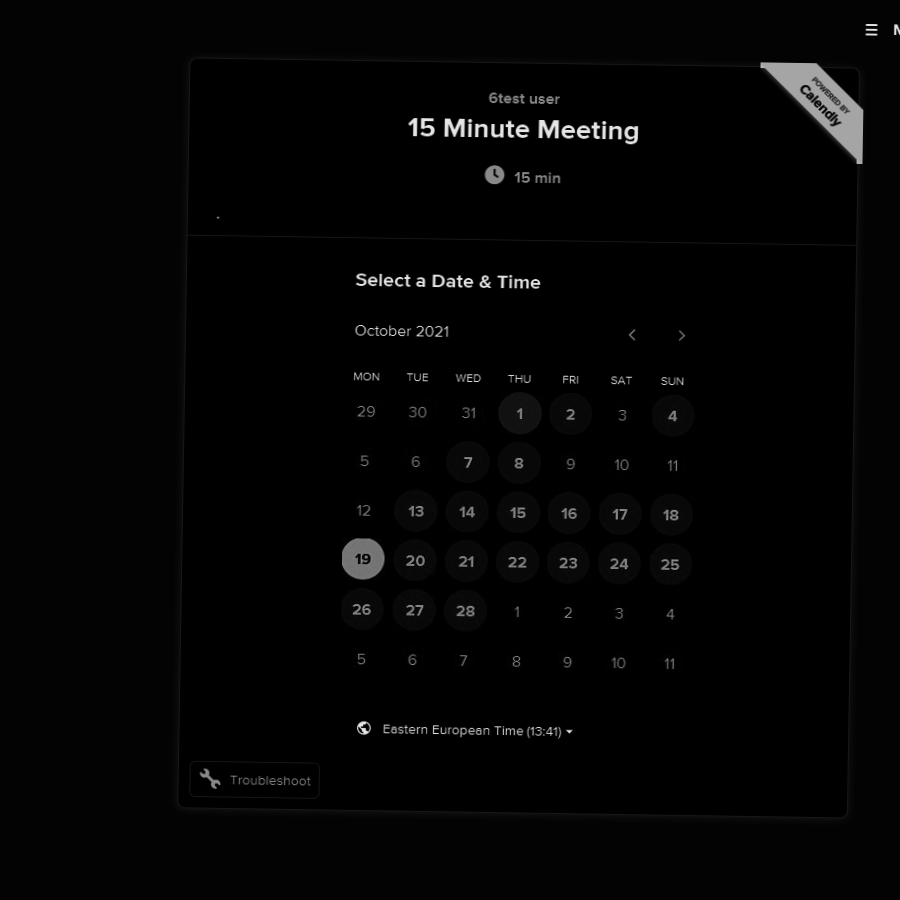 ☰ N
POWERED BY
Calendly
6test user
15 Minute Meeting
15 min
.
Select a Date & Time
October 2021
MON TUE WED THU FRI SAT SUN
29 30 31 1 2 3 4
5 6 7 8 9 10 11
12 13 14 15 16 17 18
19 20 21 22 23 24 25
26 27 28 1 2 3 4
5 6 7 8 9 10 11
Eastern European Time (13:41)
Troubleshoot